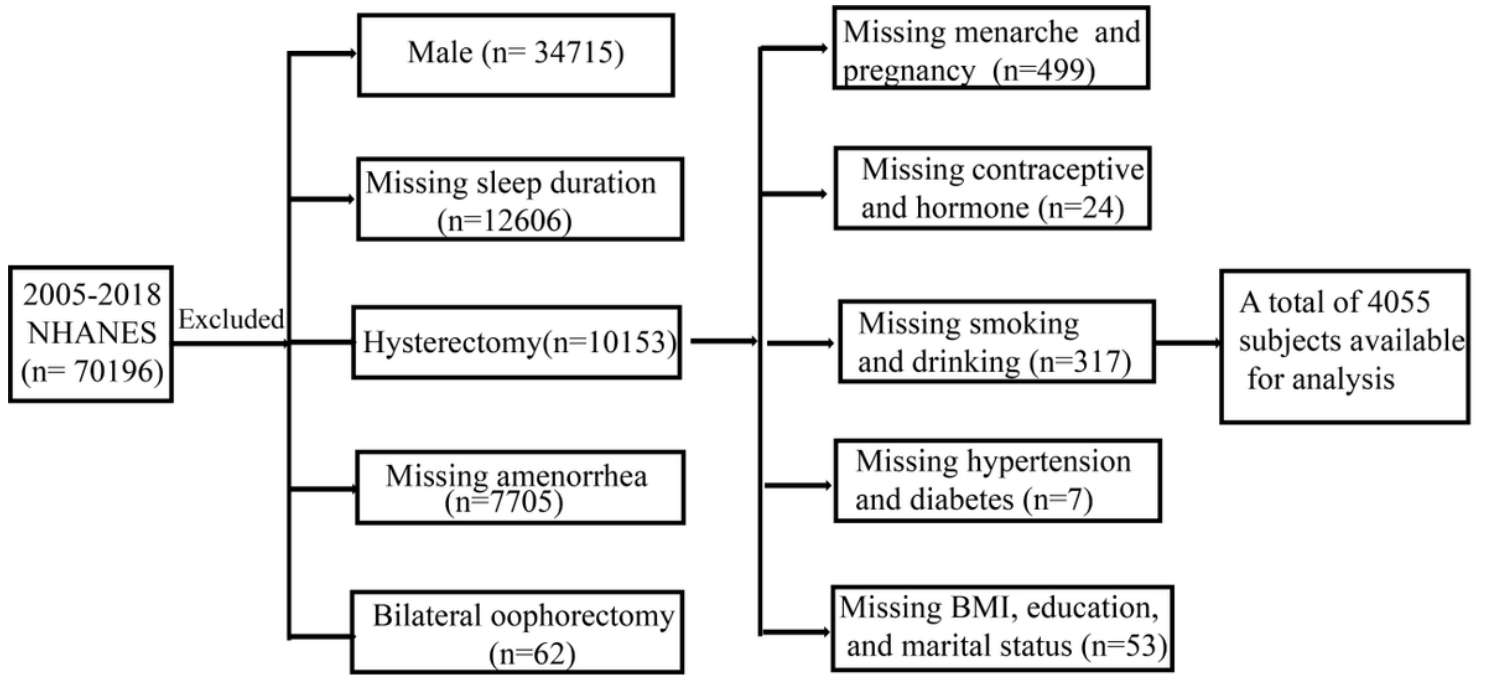 2005-2018
NHANES
(n= 70196)
Excluded
Male (n= 34715)
Missing sleep duration
(n=12606)
Hysterectomy(n=10153)
Missing amenorrhea
(n=7705)
Bilateral oophorectomy
(n=62)
Missing menarche and
pregnancy (n=499)
Missing contraceptive
and hormone (n=24)
Missing smoking
and drinking (n=317)
Missing hypertension
and diabetes (n=7)
Missing BMI, education,
and marital status (n=53)
A total of 4055
subjects available
for analysis